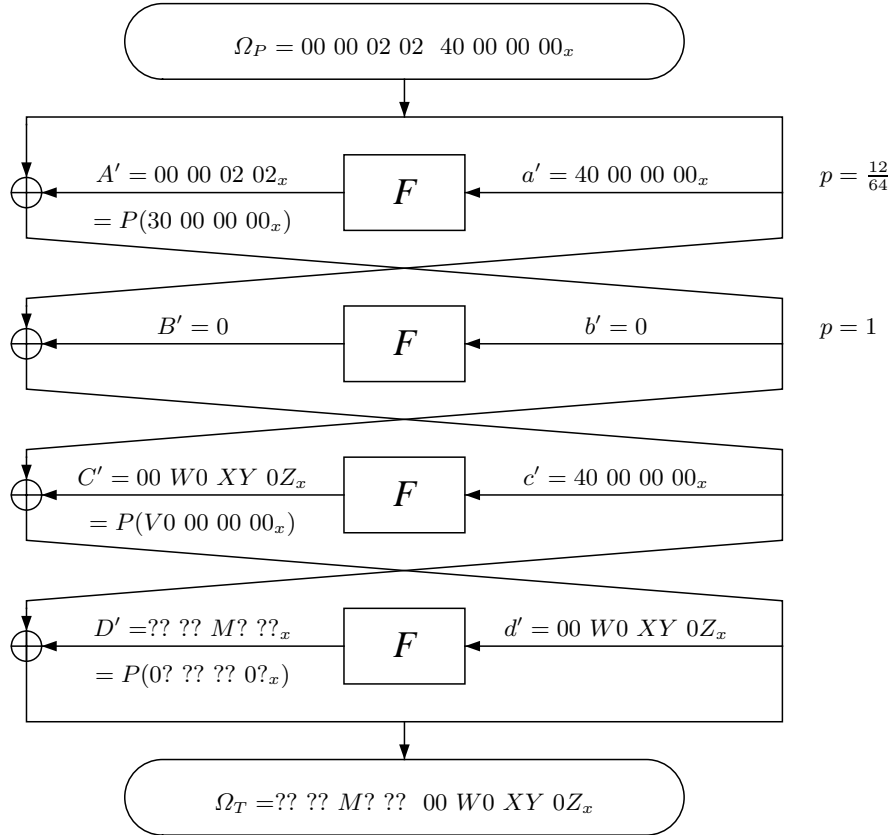 Ω_P = 00 00 02 02 40 00 00 00_x
A′ = 00 00 02 02_x F a′ = 40 00 00 00_x p = 12/64
= P(30 00 00 00_x)
B′ = 0 F b′ = 0 p = 1
C′ = 00 W0 XY 0Z_x F c′ = 40 00 00 00_x
= P(V0 00 00 00_x)
D′ =?? ?? M? ??_x F d′ = 00 W0 XY 0Z_x
= P(0? ?? ?? 0?_x)
Ω_T =?? ?? M? ?? 00 W0 XY 0Z_x